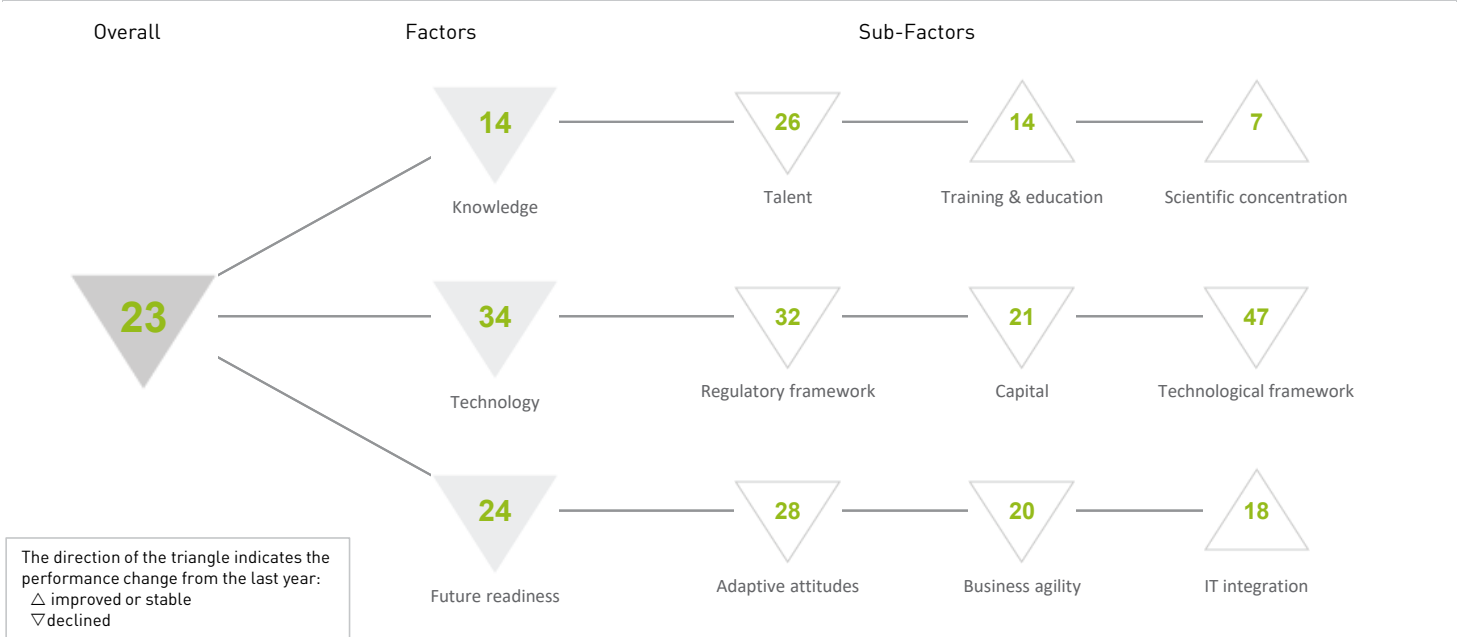 Overall Factors Sub-Factors
14 26 14 7
Knowledge Talent Training & education Scientific concentration
23 34 32 21 47
Technology Regulatory framework Capital Technological framework
24 28 20 18
Future readiness Adaptive attitudes Business agility IT integration
The direction of the triangle indicates the
performance change from the last year:
△ improved or stable
▽declined